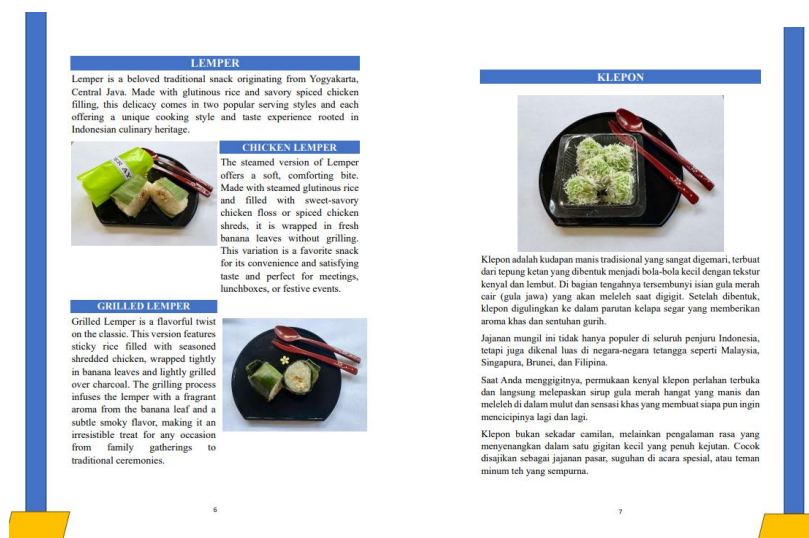 LEMPER
Lemper is a beloved traditional snack originating from Yogyakarta,
Central Java. Made with glutinous rice and savory spiced chicken
filling, this delicacy comes in two popular serving styles and each
offering a unique cooking style and taste experience rooted in
Indonesian culinary heritage.
CHICKEN LEMPER
The steamed version of Lemper
offers a soft, comforting bite.
Made with steamed glutinous rice
and filled with sweet-savory
chicken floss or spiced chicken
shreds, it is wrapped in fresh
banana leaves without grilling.
This variation is a favorite snack
for its convenience and satisfying
taste and perfect for meetings,
lunchboxes, or festive events.
GRILLED LEMPER
Grilled Lemper is a flavorful twist
on the classic. This version features
sticky rice filled with seasoned
shredded chicken, wrapped tightly
in banana leaves and lightly grilled
over charcoal. The grilling process
infuses the lemper with a fragrant
aroma from the banana leaf and a
subtle smoky flavor, making it an
irresistible treat for any occasion
from family gatherings to
traditional ceremonies.
6
KLEPON
Klepon adalah kudapan manis tradisional yang sangat digemari, terbuat
dari tepung ketan yang dibentuk menjadi bola-bola kecil dengan tekstur
kenyal dan lembut. Di bagian tengahnya tersembunyi isian gula merah
cair (gula jawa) yang akan meleleh saat digigit. Setelah dibentuk,
klepon digulingkan ke dalam parutan kelapa segar yang memberikan
aroma khas dan sentuhan gurih.
Jajanan mungil ini tidak hanya populer di seluruh penjuru Indonesia,
tetapi juga dikenal luas di negara-negara tetangga seperti Malaysia,
Singapura, Brunei, dan Filipina.
Saat Anda menggigitnya, permukaan kenyal klepon perlahan terbuka
dan langsung melepaskan sirup gula merah hangat yang manis dan
meleleh di dalam mulut dan sensasi khas yang membuat siapa pun ingin
mencicipinya lagi dan lagi.
Klepon bukan sekadar camilan, melainkan pengalaman rasa yang
menyenangkan dalam satu gigitan kecil yang penuh kejutan. Cocok
disajikan sebagai jajanan pasar, suguhan di acara spesial, atau teman
minum teh yang sempurna.
7